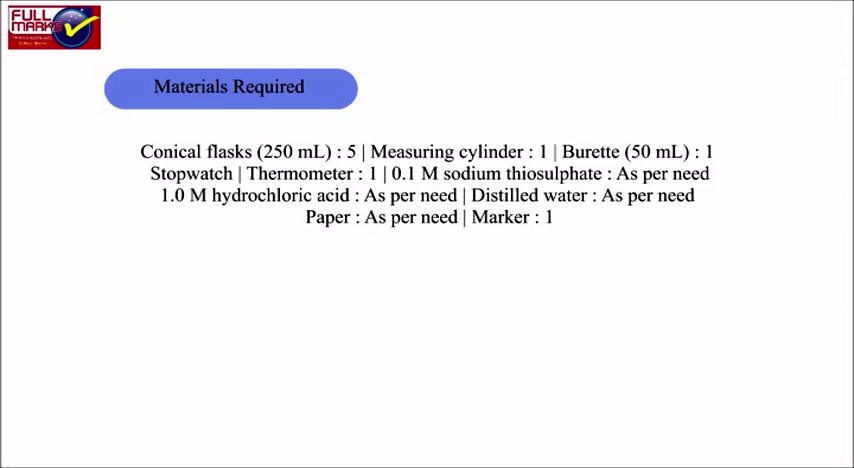 FULL
MARKS
Materials Required
Conical flasks (250 mL) : 5 | Measuring cylinder : 1 | Burette (50 mL) : 1
Stopwatch | Thermometer : 1 | 0.1 M sodium thiosulphate : As per need
1.0 M hydrochloric acid : As per need | Distilled water : As per need
Paper : As per need | Marker : 1